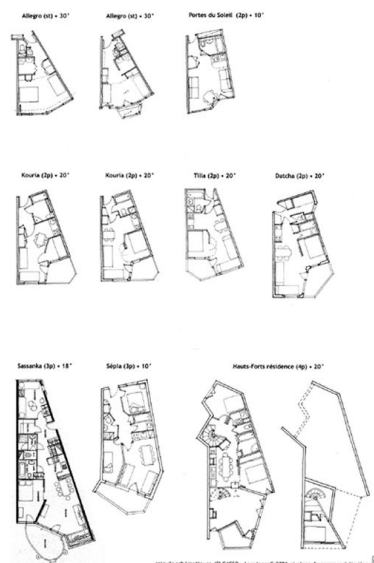 Allegro (st) + 30°
Allegro (st) + 30°
Portes du Soleil (2p) + 10°
Kouria (2p) + 20°
Kouria (2p) + 20°
Tilia (2p) + 20°
Datcha (2p) + 20°
Sassanka (3p) + 18°
Sépia (3p) + 10°
Hauts-Forts résidence (4p) + 20°